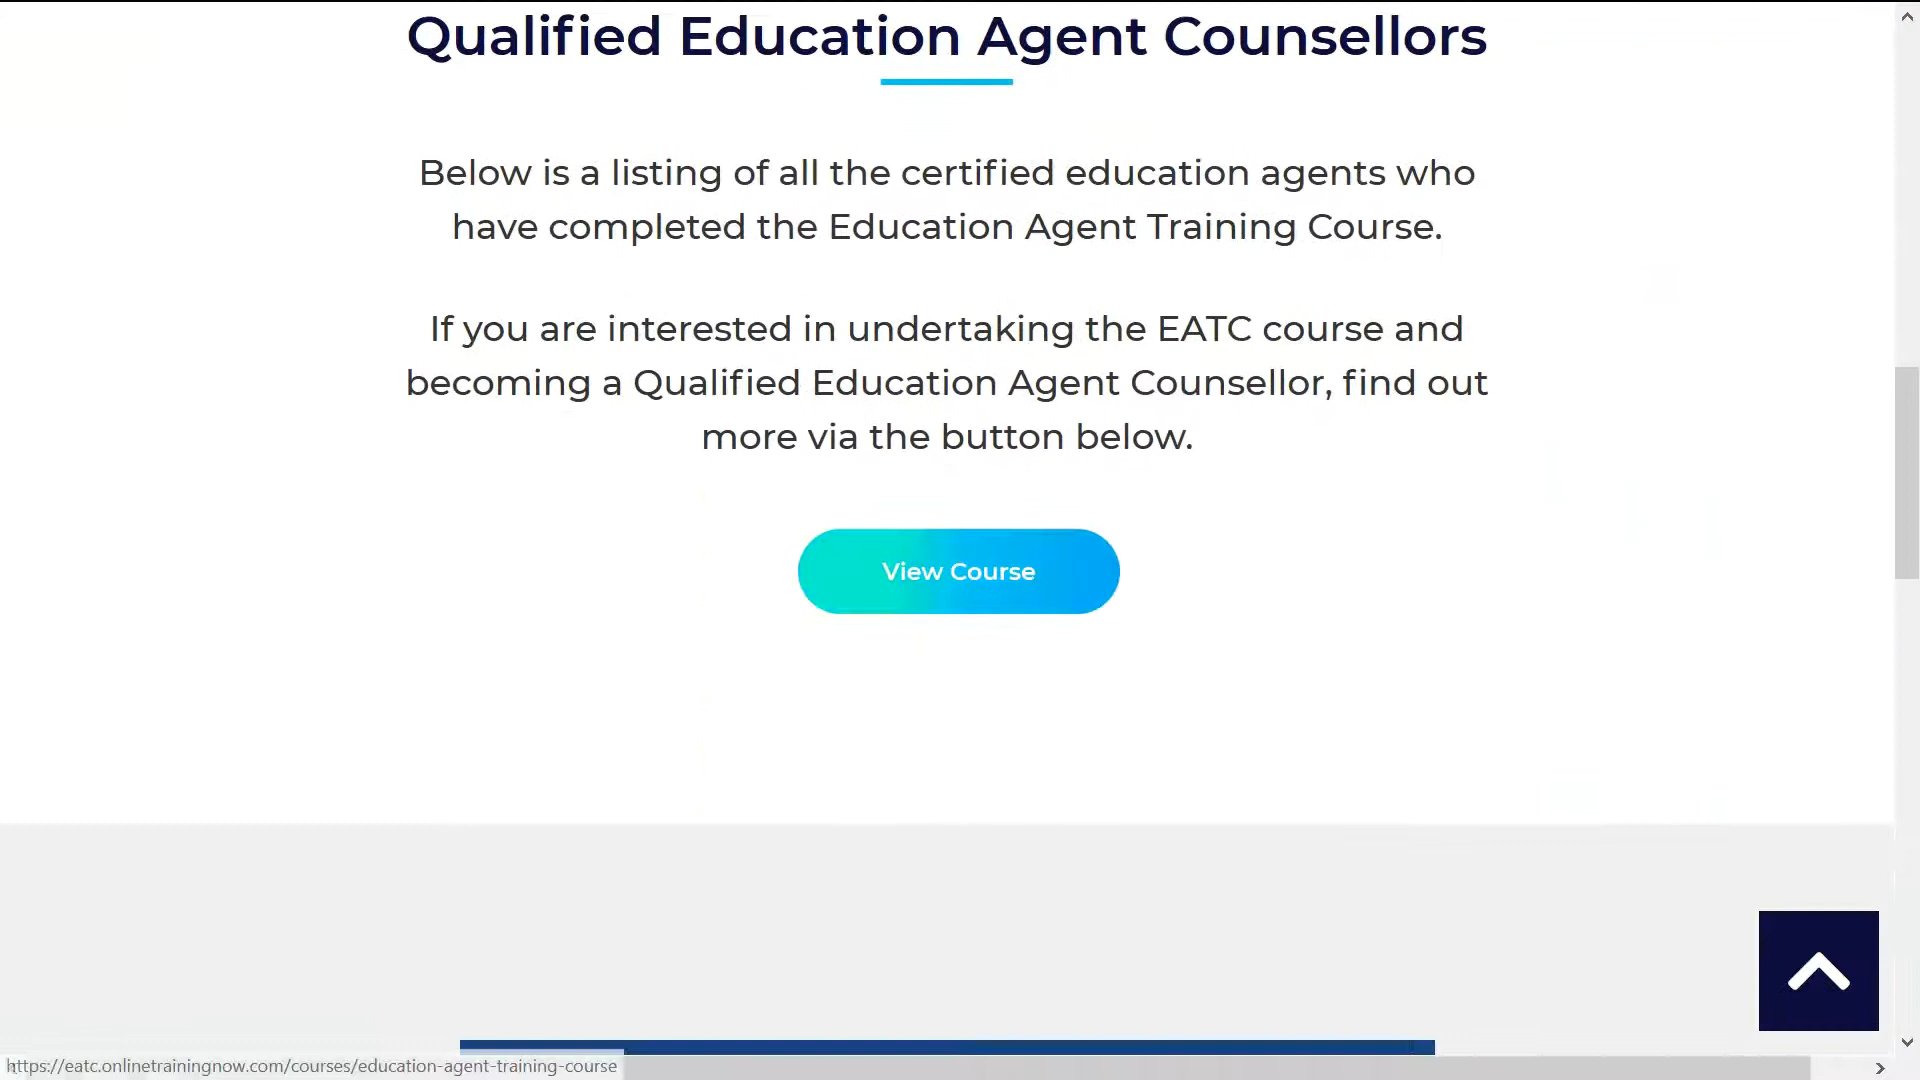 Qualified Education Agent Counsellors
Below is a listing of all the certified education agents who
have completed the Education Agent Training Course.
If you are interested in undertaking the EATC course and
becoming a Qualified Education Agent Counsellor, find out
more via the button below.
View Course
https://eatc.onlinetrainingnow.com/courses/education-agent-training-course